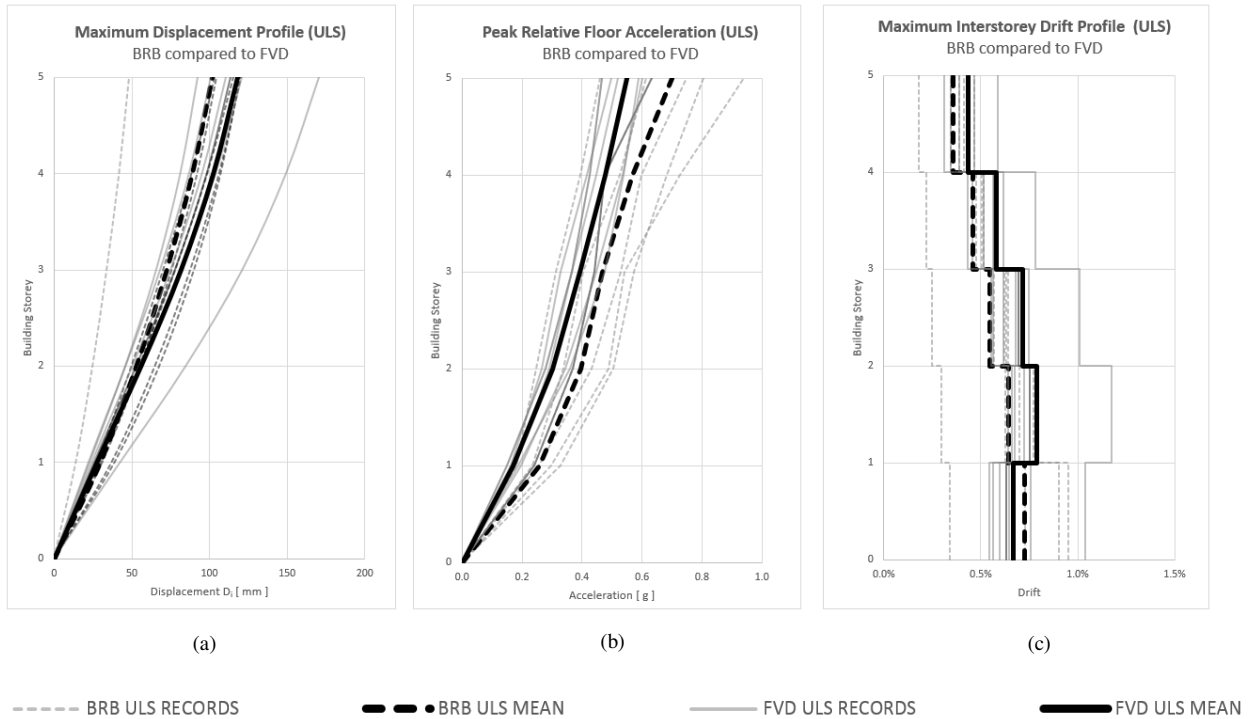 Maximum Displacement Profile (ULS)
BRB compared to FVD
5
4
3
2
1
0
Building Storey
0
50
100
150
200
Displacement Di [ mm ]
(a)
Peak Relative Floor Acceleration (ULS)
BRB compared to FVD
5
4
3
2
1
0
Building Storey
0.0
0.2
0.4
0.6
0.8
1.0
Acceleration [ g ]
(b)
Maximum Interstorey Drift Profile (ULS)
BRB compared to FVD
5
4
3
2
1
0
Building Storey
0.0%
0.5%
1.0%
1.5%
Drift
(c)
BRB ULS RECORDS
BRB ULS MEAN
FVD ULS RECORDS
FVD ULS MEAN